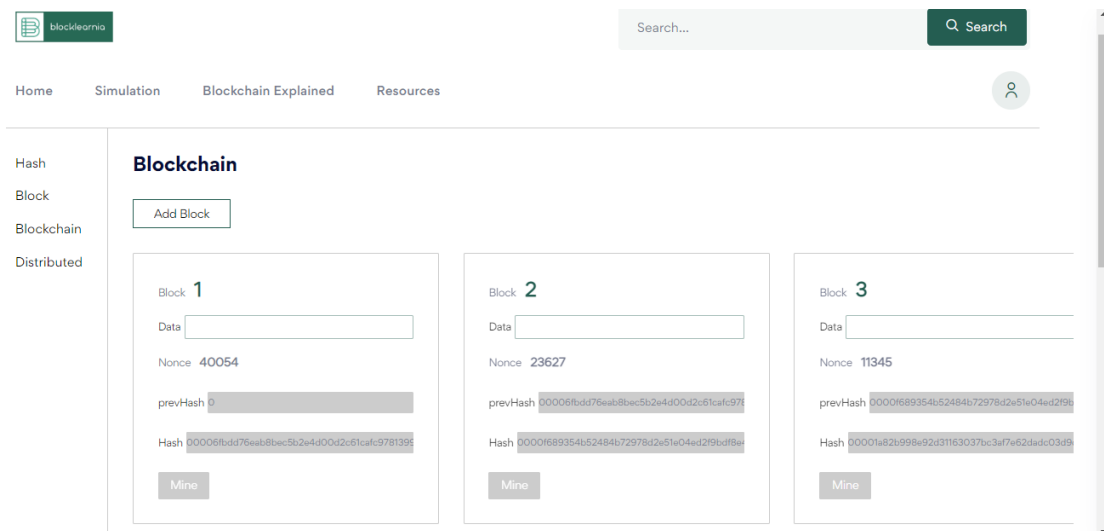 blocklearnia
Search...
Search
Home Simulation Blockchain Explained Resources
Hash
Block
Blockchain
Distributed
Blockchain
Add Block
Block 1
Data
Nonce 40054
prevHash 0
Hash 00006fbdd76eab8bec5b2e4d00d2c61cafc9781399
Mine
Block 2
Data
Nonce 23627
prevHash 00006fbdd76eab8bec5b2e4d00d2c61cafc978
Hash 0000f689354b52484b72978d2e51e04ed2f9bdf8e4
Mine
Block 3
Data
Nonce 11345
prevHash 0000f689354b52484b72978d2e51e04ed2f9b
Hash 00001a82b998e92d31163037bc3af7e62dadc03d9
Mine